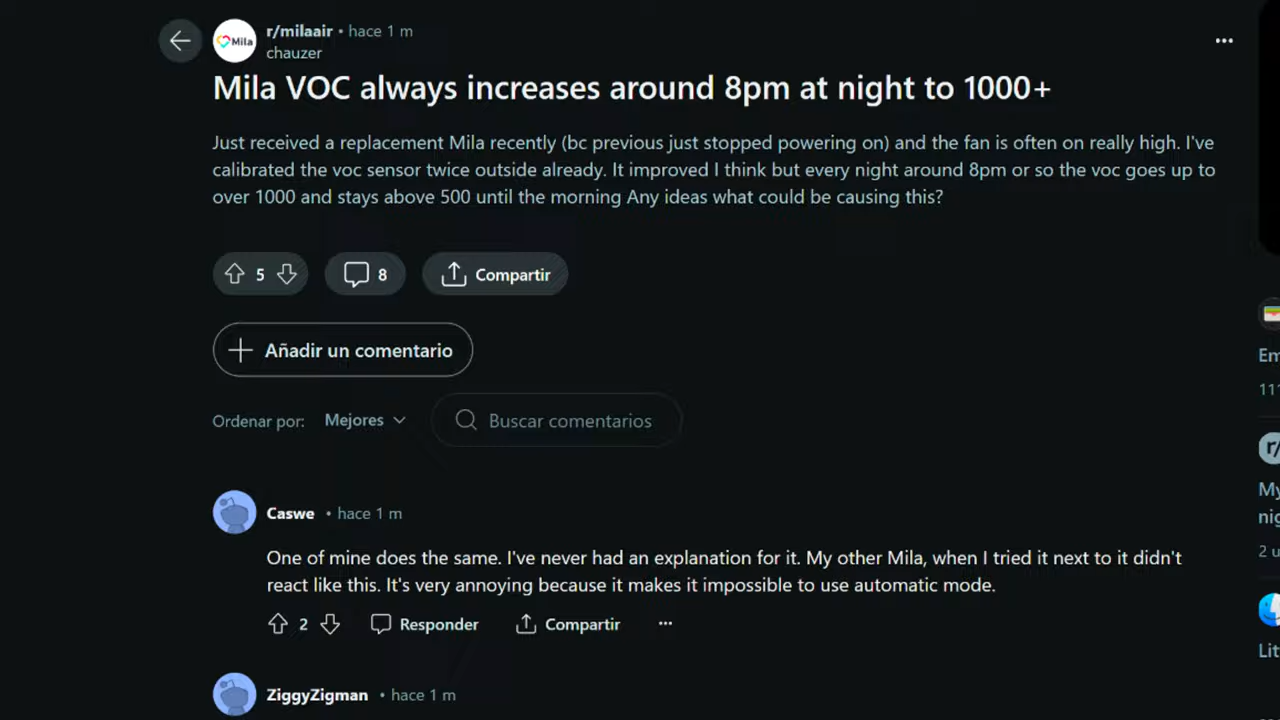 r/milaair • hace 1 m
Mila
chauzer
Mila VOC always increases around 8pm at night to 1000+
Just received a replacement Mila recently (bc previous just stopped powering on) and the fan is often on really high. I've
calibrated the voc sensor twice outside already. It improved I think but every night around 8pm or so the voc goes up to
over 1000 and stays above 500 until the morning Any ideas what could be causing this?
5
8
Compartir
Añadir un comentario
Ordenar por: Mejores
Buscar comentarios
Caswe • hace 1 m
One of mine does the same. I've never had an explanation for it. My other Mila, when I tried it next to it didn't
react like this. It's very annoying because it makes it impossible to use automatic mode.
2
Responder
Compartir
ZiggyZigman • hace 1 m